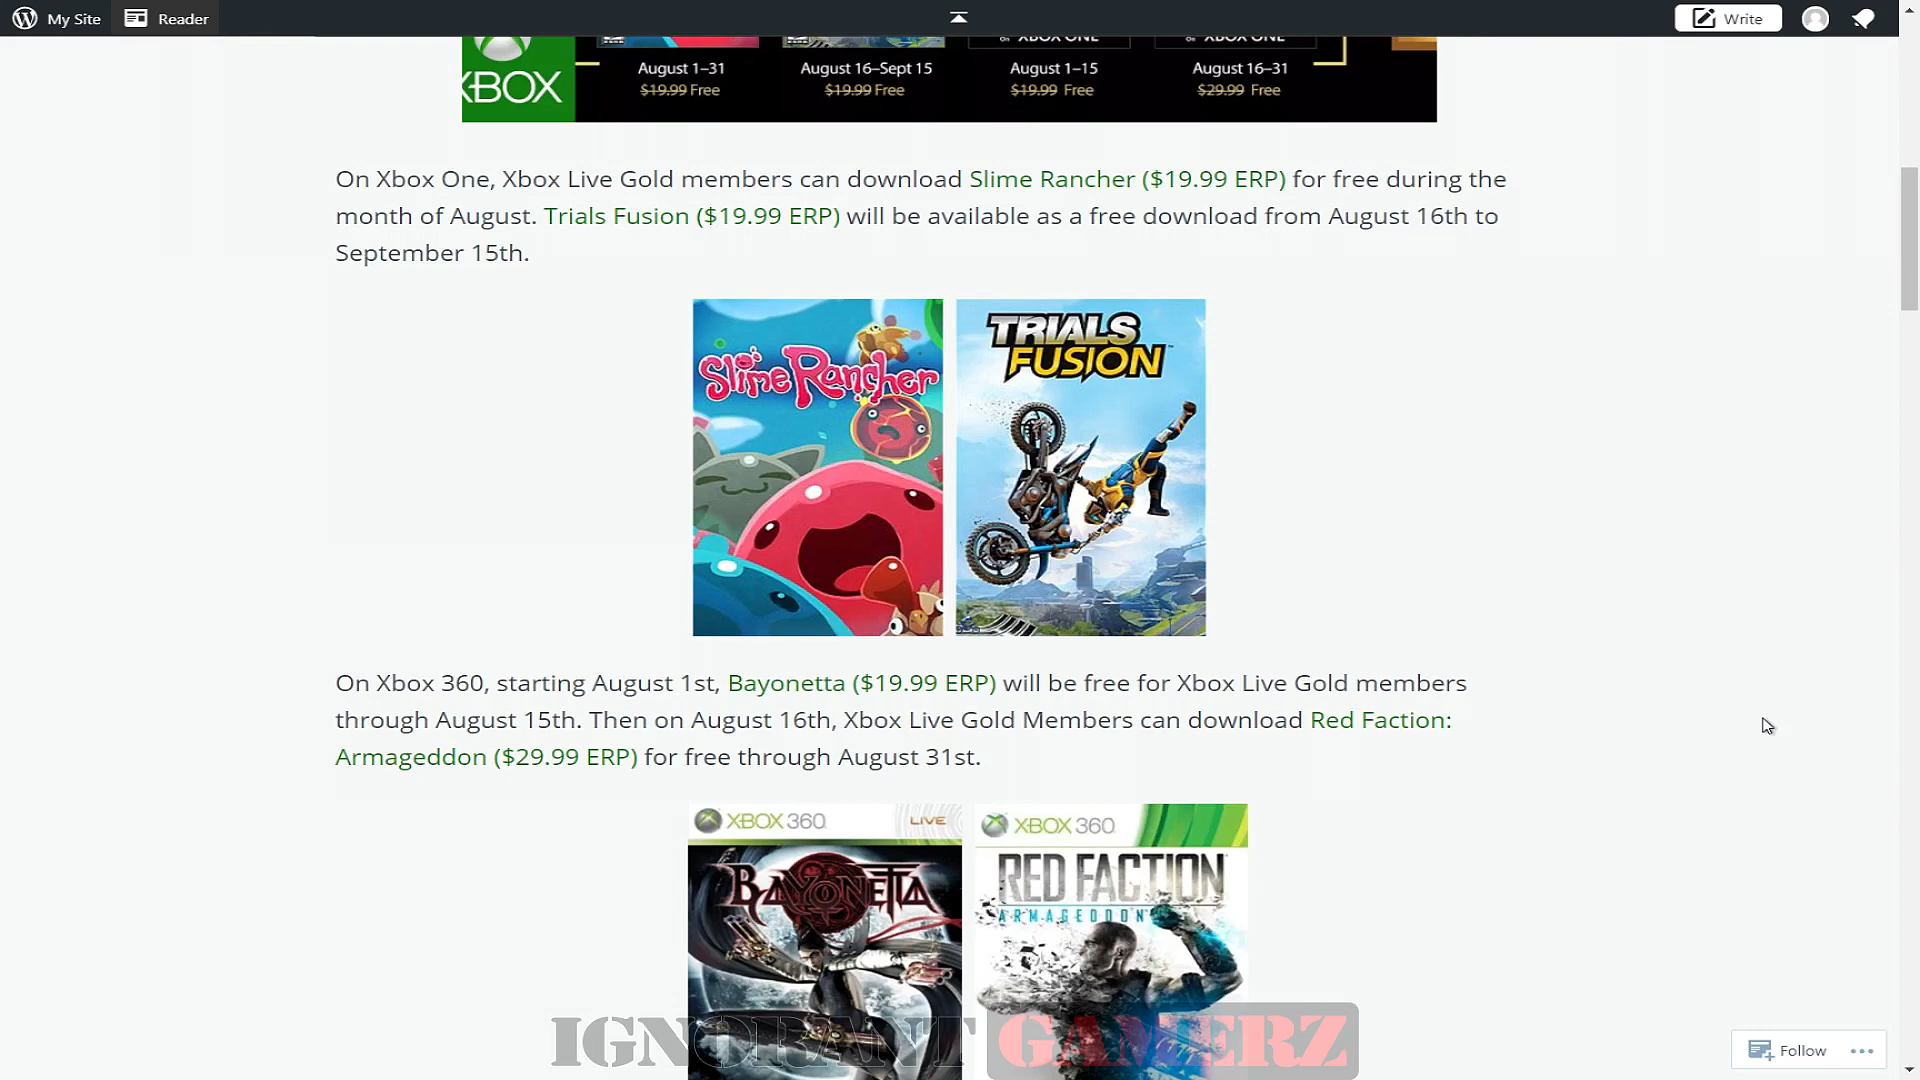 My Site Reader Write
XBOX ONE XBOX ONE
XBOX
August 1–31 August 16–Sept 15 August 1–15 August 16–31
$19.99 Free $19.99 Free $19.99 Free $29.99 Free
On Xbox One, Xbox Live Gold members can download Slime Rancher ($19.99 ERP) for free during the
month of August. Trials Fusion ($19.99 ERP) will be available as a free download from August 16th to
September 15th.
Slime Rancher
TRIALS
FUSION
On Xbox 360, starting August 1st, Bayonetta ($19.99 ERP) will be free for Xbox Live Gold members
through August 15th. Then on August 16th, Xbox Live Gold Members can download Red Faction:
Armageddon ($29.99 ERP) for free through August 31st.
XBOX 360 LIVE
BAYONETTA
XBOX 360
RED FACTION
ARMAGEDDON
IGNORANT GAMERZ
Follow